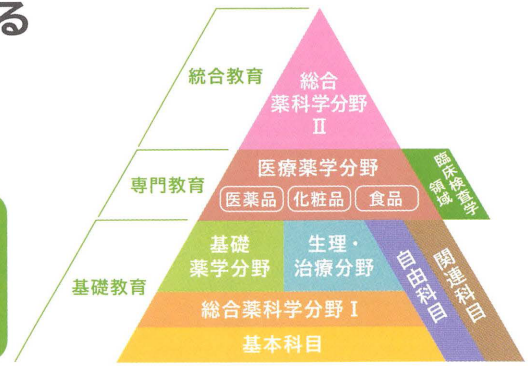 る
統合教育
総合
薬科学分野
Ⅱ
専門教育
医療薬学分野
医薬品
化粧品
食品
臨床検査学
領域
基礎教育
基礎
薬学分野
生理・
治療分野
自由科目
関連科目
総合薬科学分野Ⅰ
基本科目